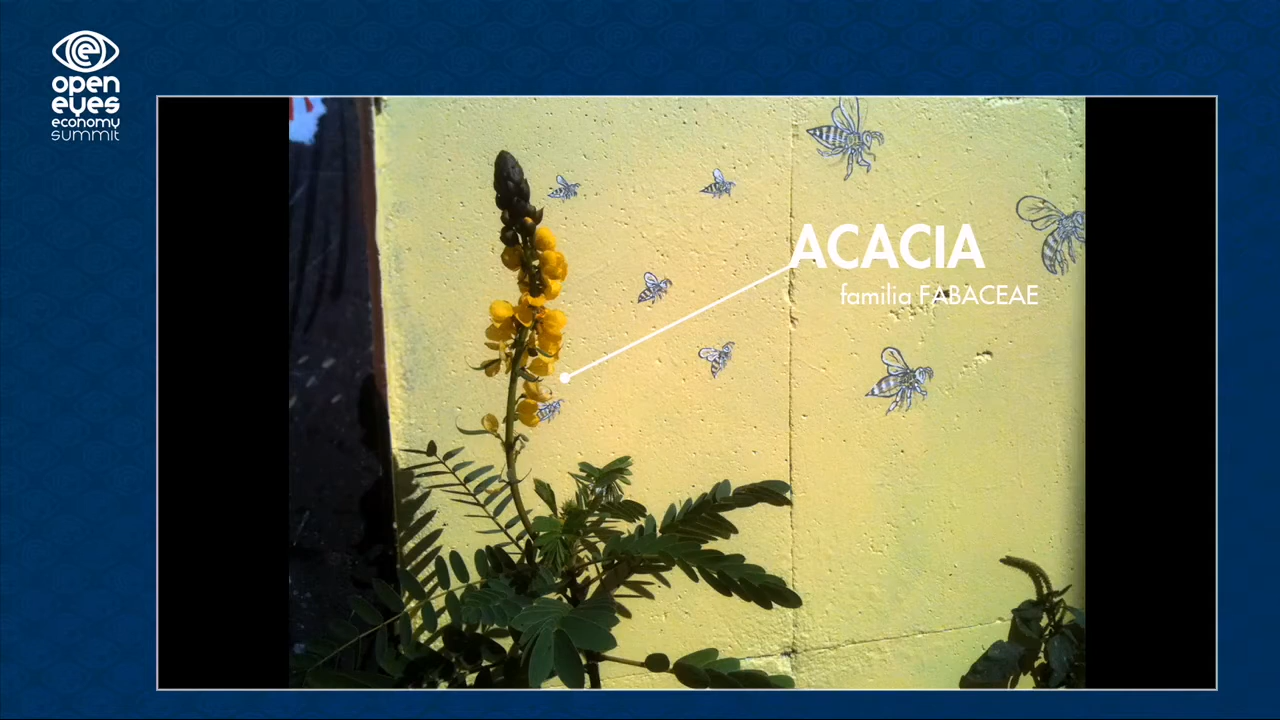 open
eyes
economy
summit
ACACIA
familia FABACEAE